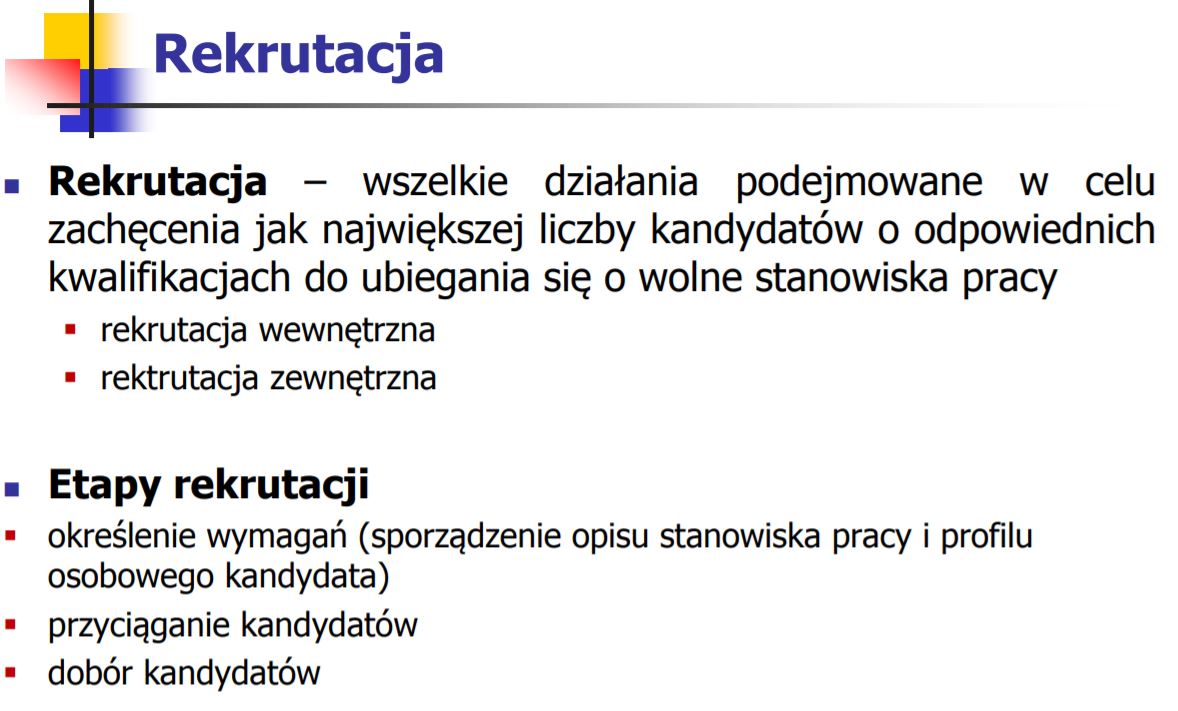 Rekrutacja
Rekrutacja – wszelkie działania podejmowane w celu
zachęcenia jak największej liczby kandydatów o odpowiednich
kwalifikacjach do ubiegania się o wolne stanowiska pracy
rekrutacja wewnętrzna
rektrutacja zewnętrzna
Etapy rekrutacji
określenie wymagań (sporządzenie opisu stanowiska pracy i profilu
osobowego kandydata)
przyciąganie kandydatów
dobór kandydatów